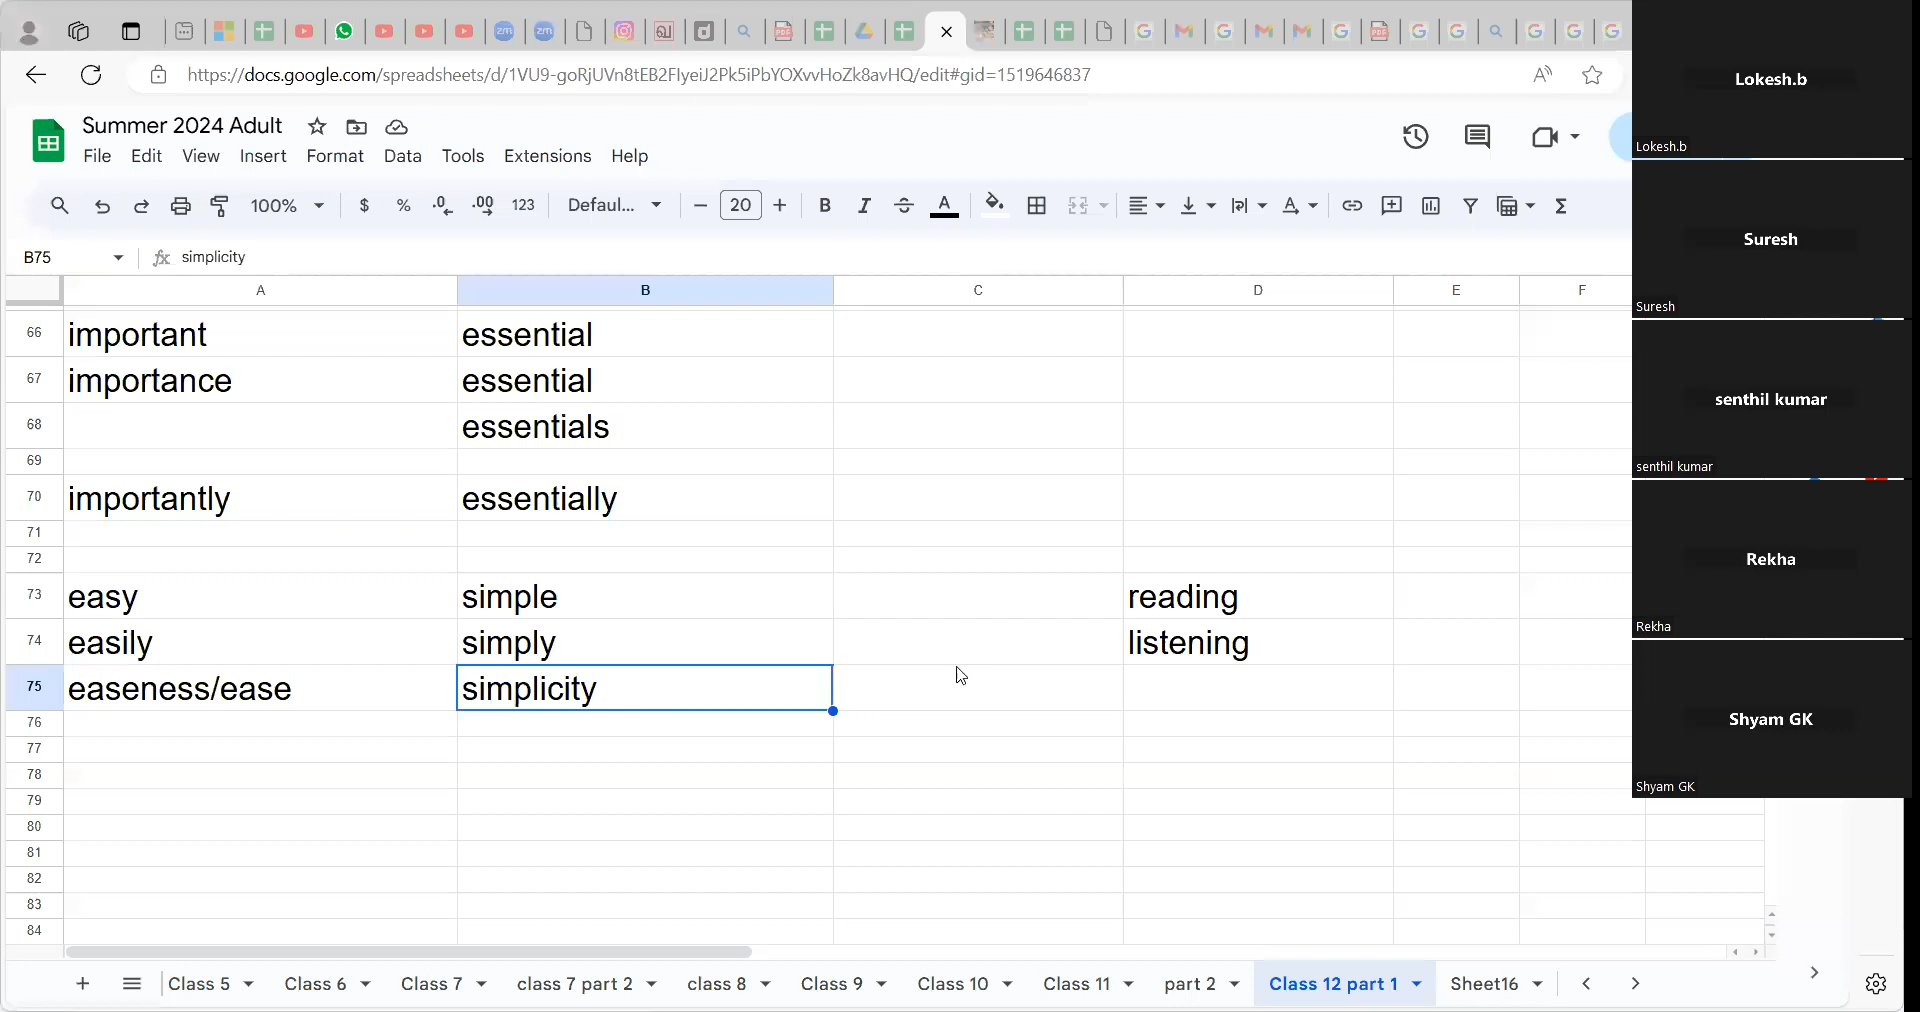 https://docs.google.com/spreadsheets/d/1VU9-goRjUVn8tEB2FIyeiJ2Pk5iPbYOXvvHoZk8avHQ/edit#gid=1519646837
Summer 2024 Adult
File Edit View Insert Format Data Tools Extensions Help
100% $ % .0 .00 123 Defaul... 20 B I A
B75 fx simplicity
A B C D E F
66 important essential
67 importance essential
68 essentials
69
70 importantly essentially
71
72
73 easy simple reading
74 easily simply listening
75 easeness/ease simplicity
76
77
78
79
80
81
82
83
84
Class 5 Class 6 Class 7 class 7 part 2 class 8 Class 9 Class 10 Class 11 part 2 Class 12 part 1 Sheet16
Lokesh.b
Lokesh.b
Suresh
Suresh
senthil kumar
senthil kumar
Rekha
Rekha
Shyam GK
Shyam GK